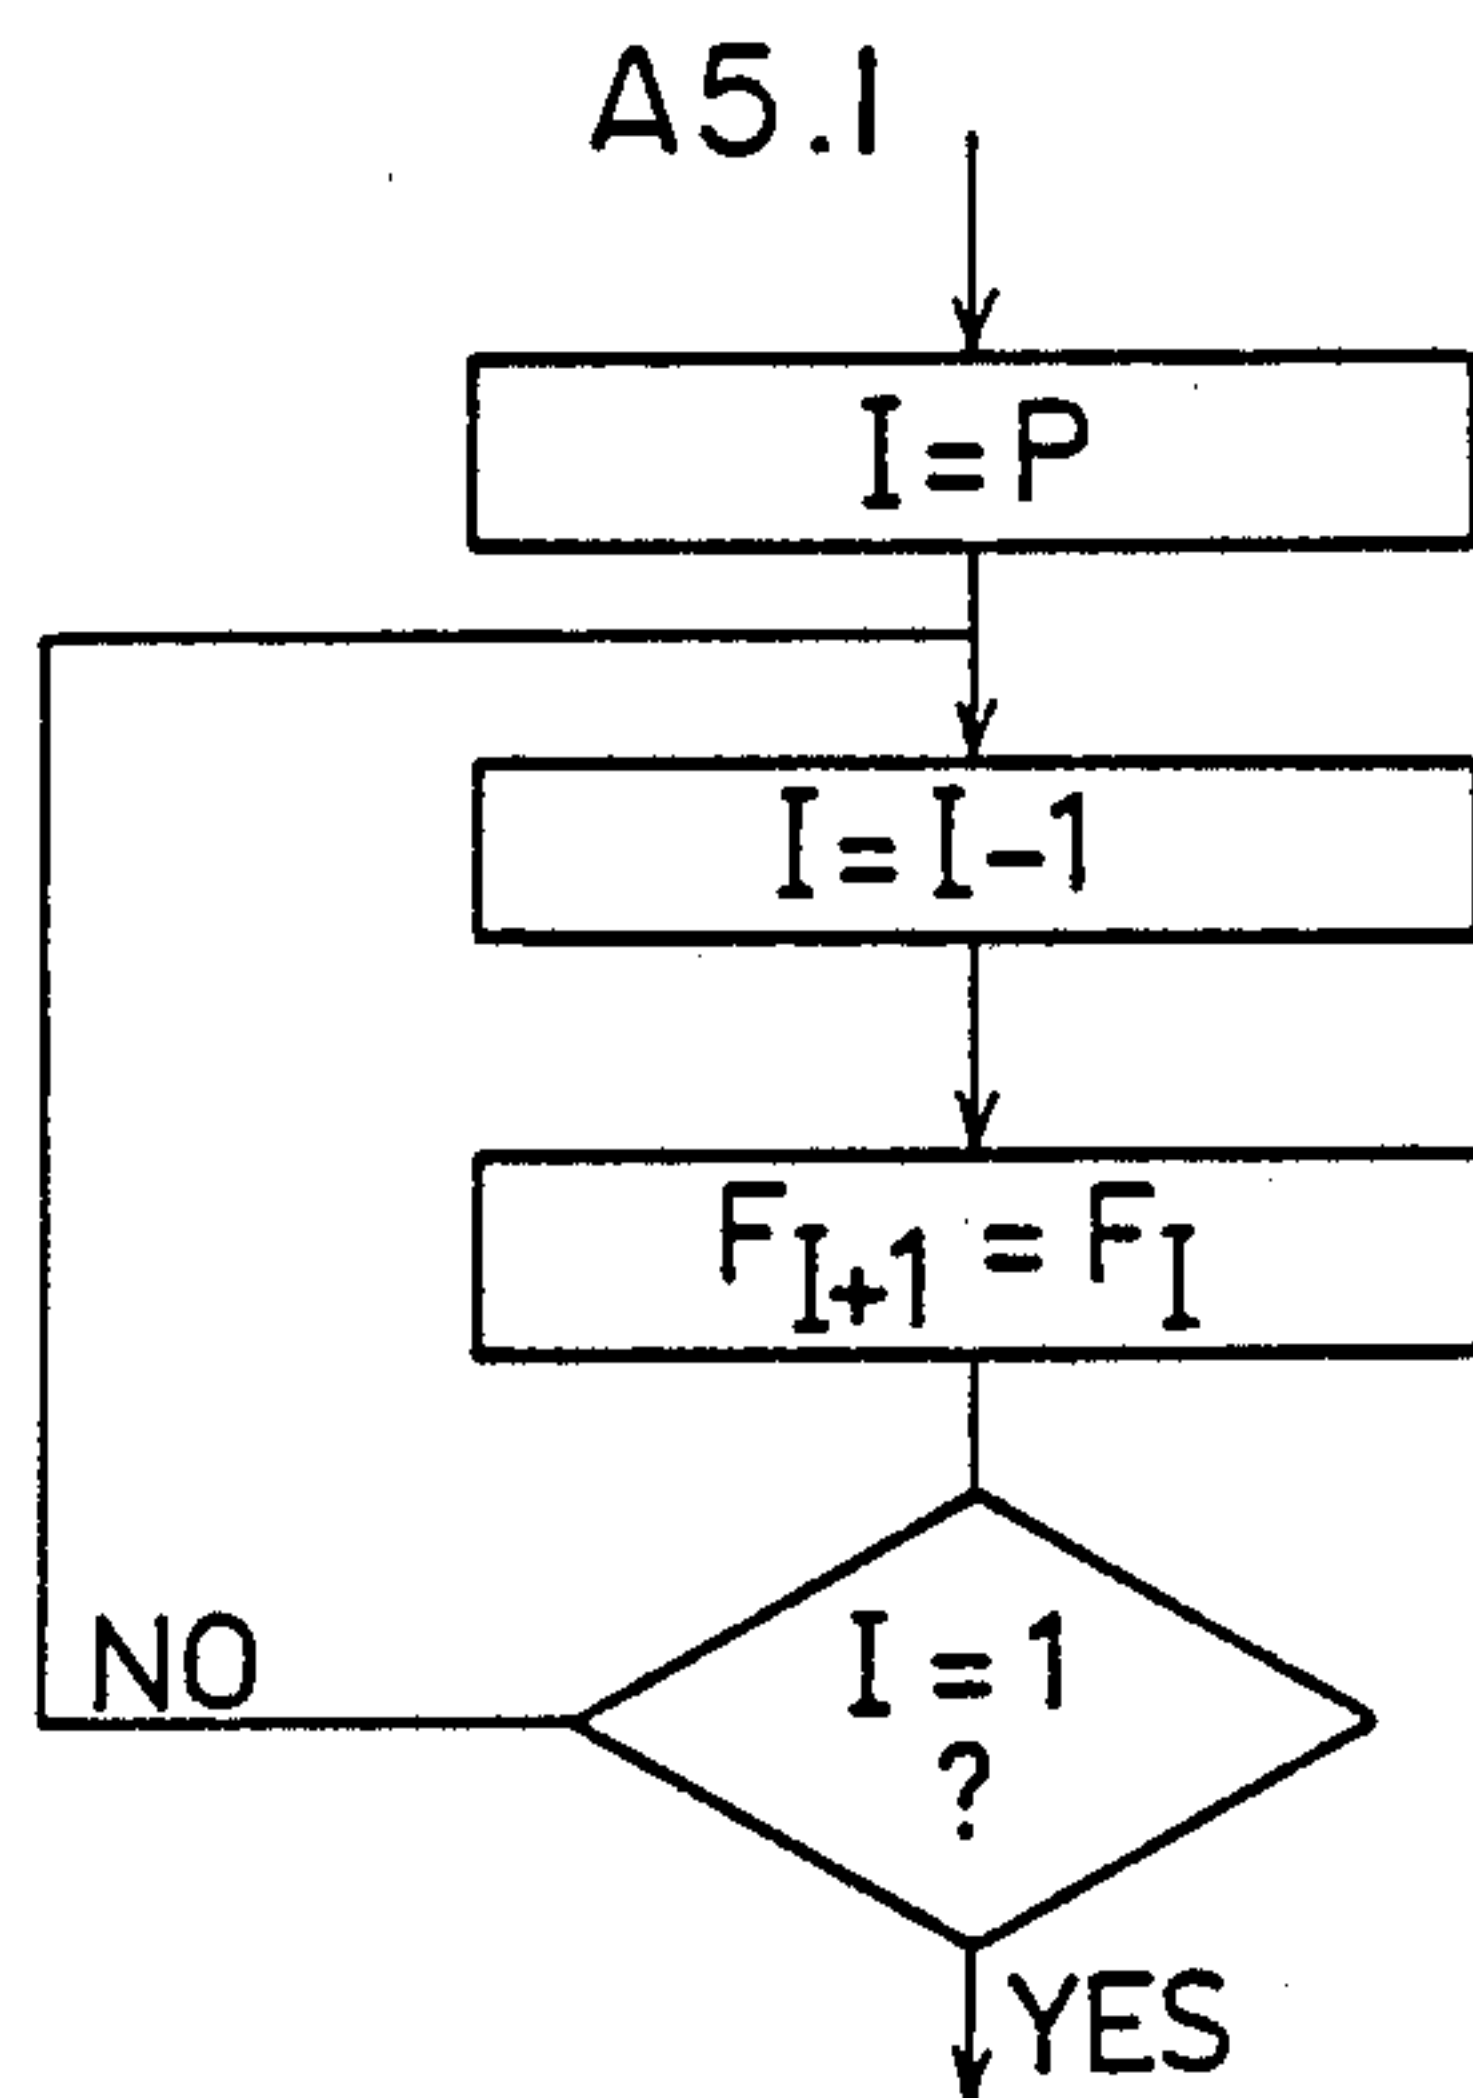 A5.1
I=P
I=I-1
F_{I+1} = F_I
I = 1
?
NO
YES